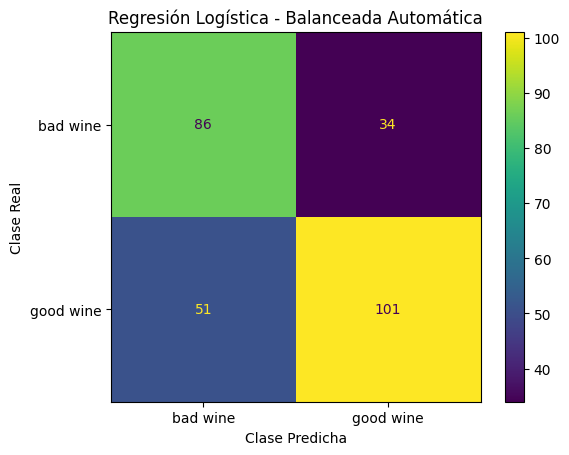 Regresión Logística - Balanceada Automática
Clase Real
bad wine
86
34
good wine
51
101
bad wine
good wine
Clase Predicha
100
90
80
70
60
50
40